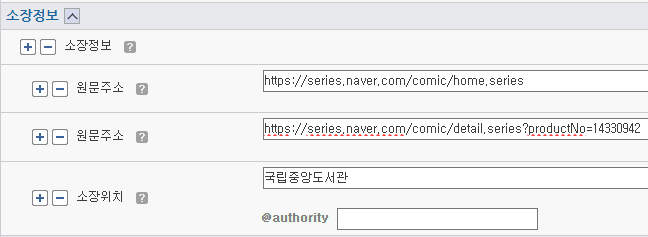 소장정보
소장정보
원문주소 https://series.naver.com/comic/home.series
원문주소 https://series.naver.com/comic/detail.series?productNo=14330942
소장위치 국립중앙도서관
@authority